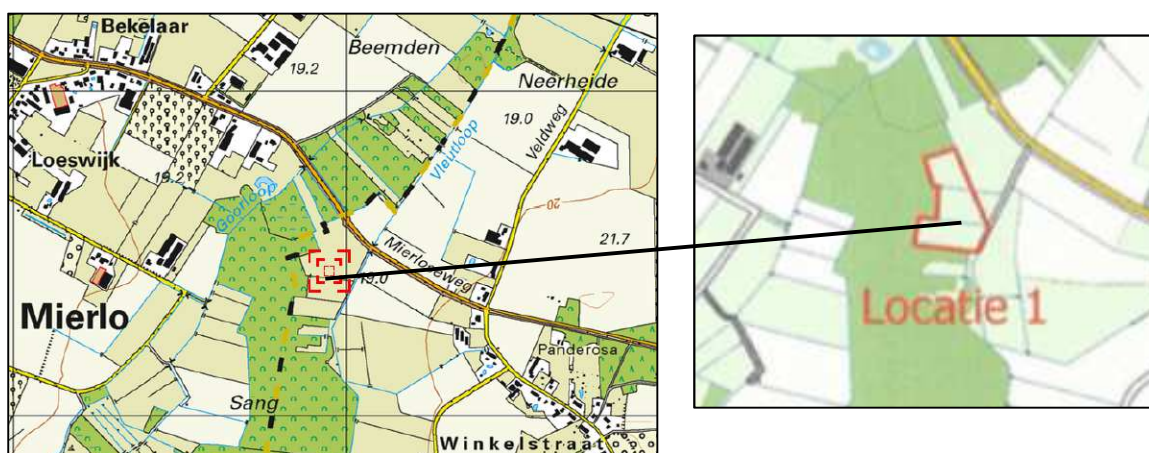 Bekelaar
Beemden
19.2
Neerheide
19.0
Veldweg
Loeswijk
19.2
Goorloop
Vleutloop
20
21.7
Mierloseweg
19.0
Mierlo
Panderosa
Sang
Winkelstraat
Locatie 1